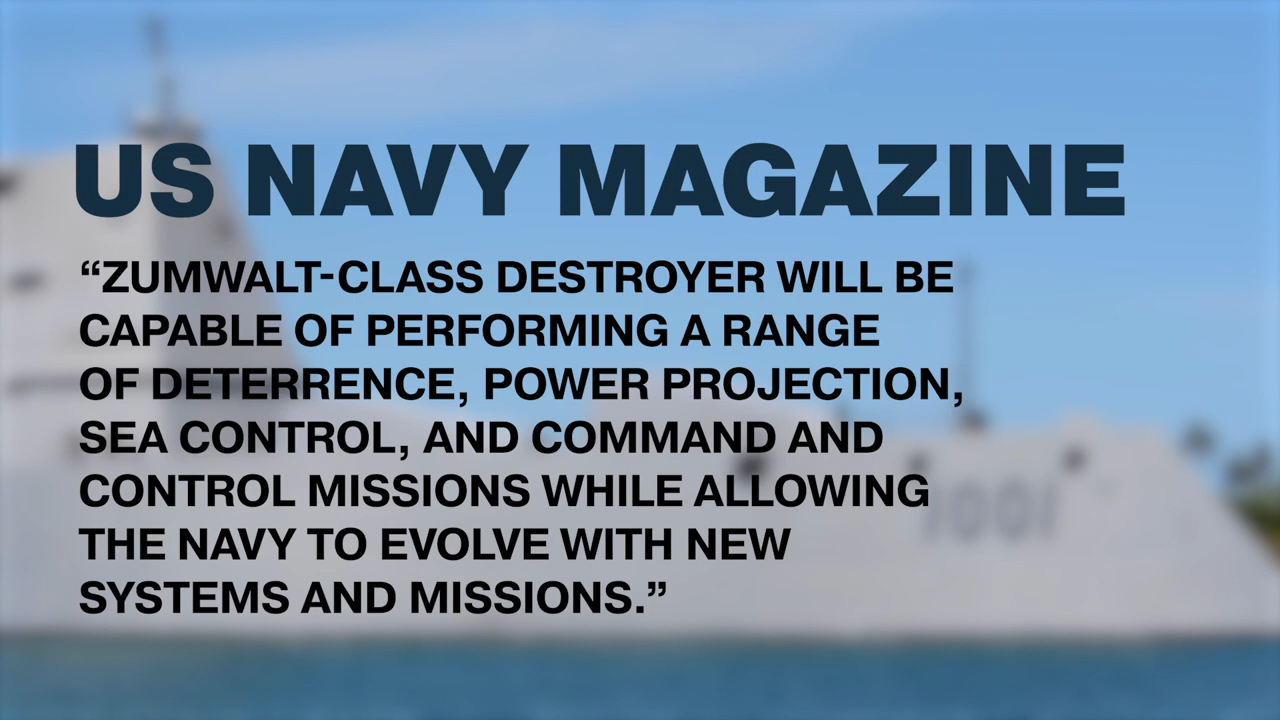 US NAVY MAGAZINE
“ZUMWALT-CLASS DESTROYER WILL BE
CAPABLE OF PERFORMING A RANGE
OF DETERRENCE, POWER PROJECTION,
SEA CONTROL, AND COMMAND AND
CONTROL MISSIONS WHILE ALLOWING
THE NAVY TO EVOLVE WITH NEW
SYSTEMS AND MISSIONS.”
1001